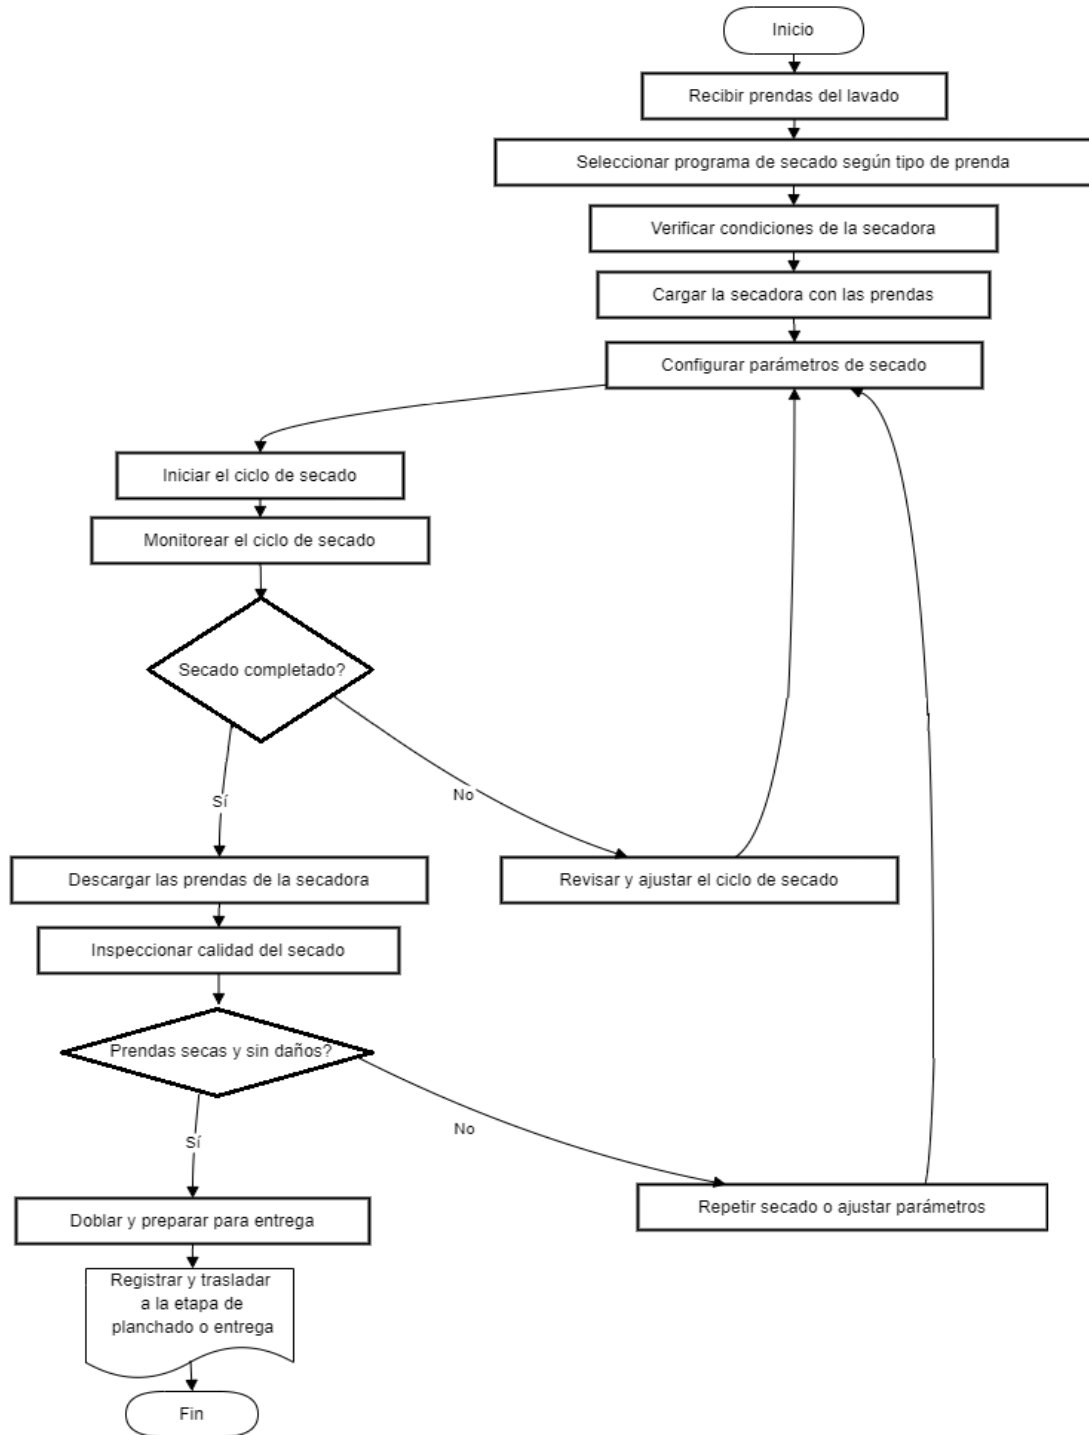 Inicio
Recibir prendas del lavado
Seleccionar programa de secado según tipo de prenda
Verificar condiciones de la secadora
Cargar la secadora con las prendas
Configurar parámetros de secado
Iniciar el ciclo de secado
Monitorear el ciclo de secado
Secado completado?
Sí
No
Descargar las prendas de la secadora
Revisar y ajustar el ciclo de secado
Inspeccionar calidad del secado
Prendas secas y sin daños?
No
Sí
Repetir secado o ajustar parámetros
Doblar y preparar para entrega
Registrar y trasladar
a la etapa de
planchado o entrega
Fin